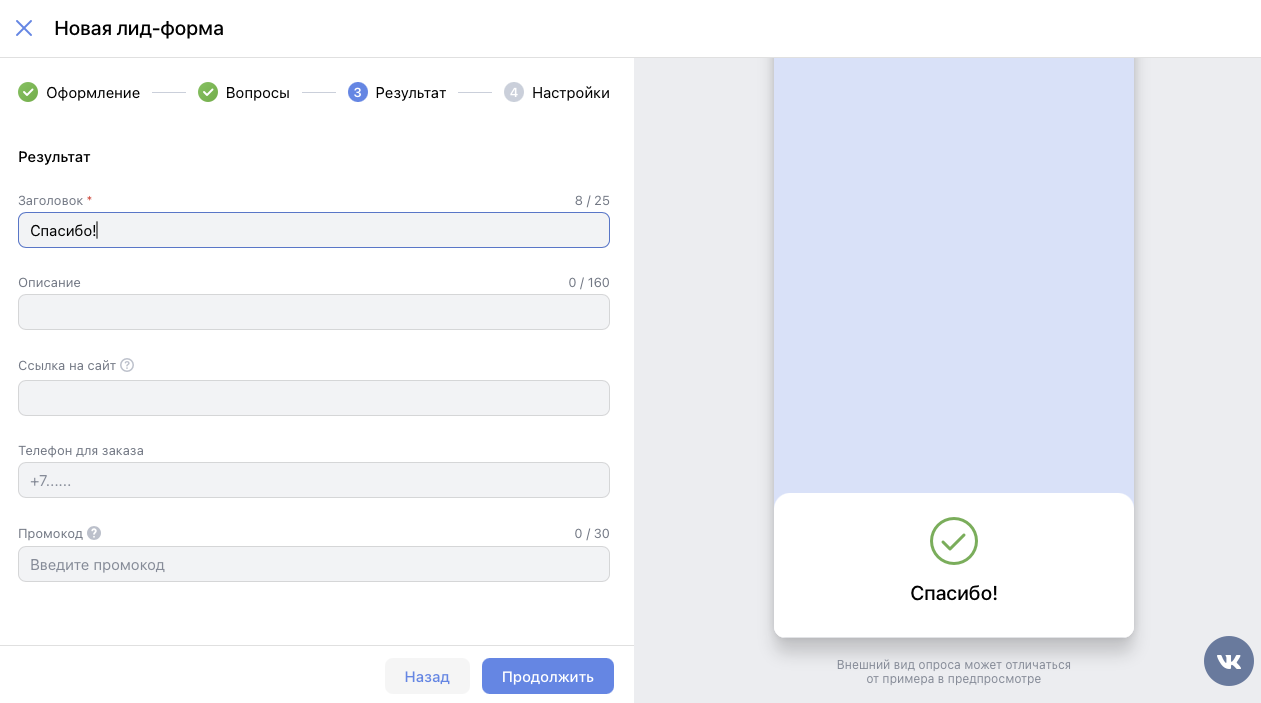 Новая лид-форма
Оформление
Вопросы
3 Результат
4 Настройки
Результат
Заголовок * 8 / 25
Спасибо!
Описание 0 / 160
Ссылка на сайт ?
Телефон для заказа
+7......
Промокод ? 0 / 30
Введите промокод
Назад
Продолжить
Спасибо!
Внешний вид опроса может отличаться
от примера в предпросмотре